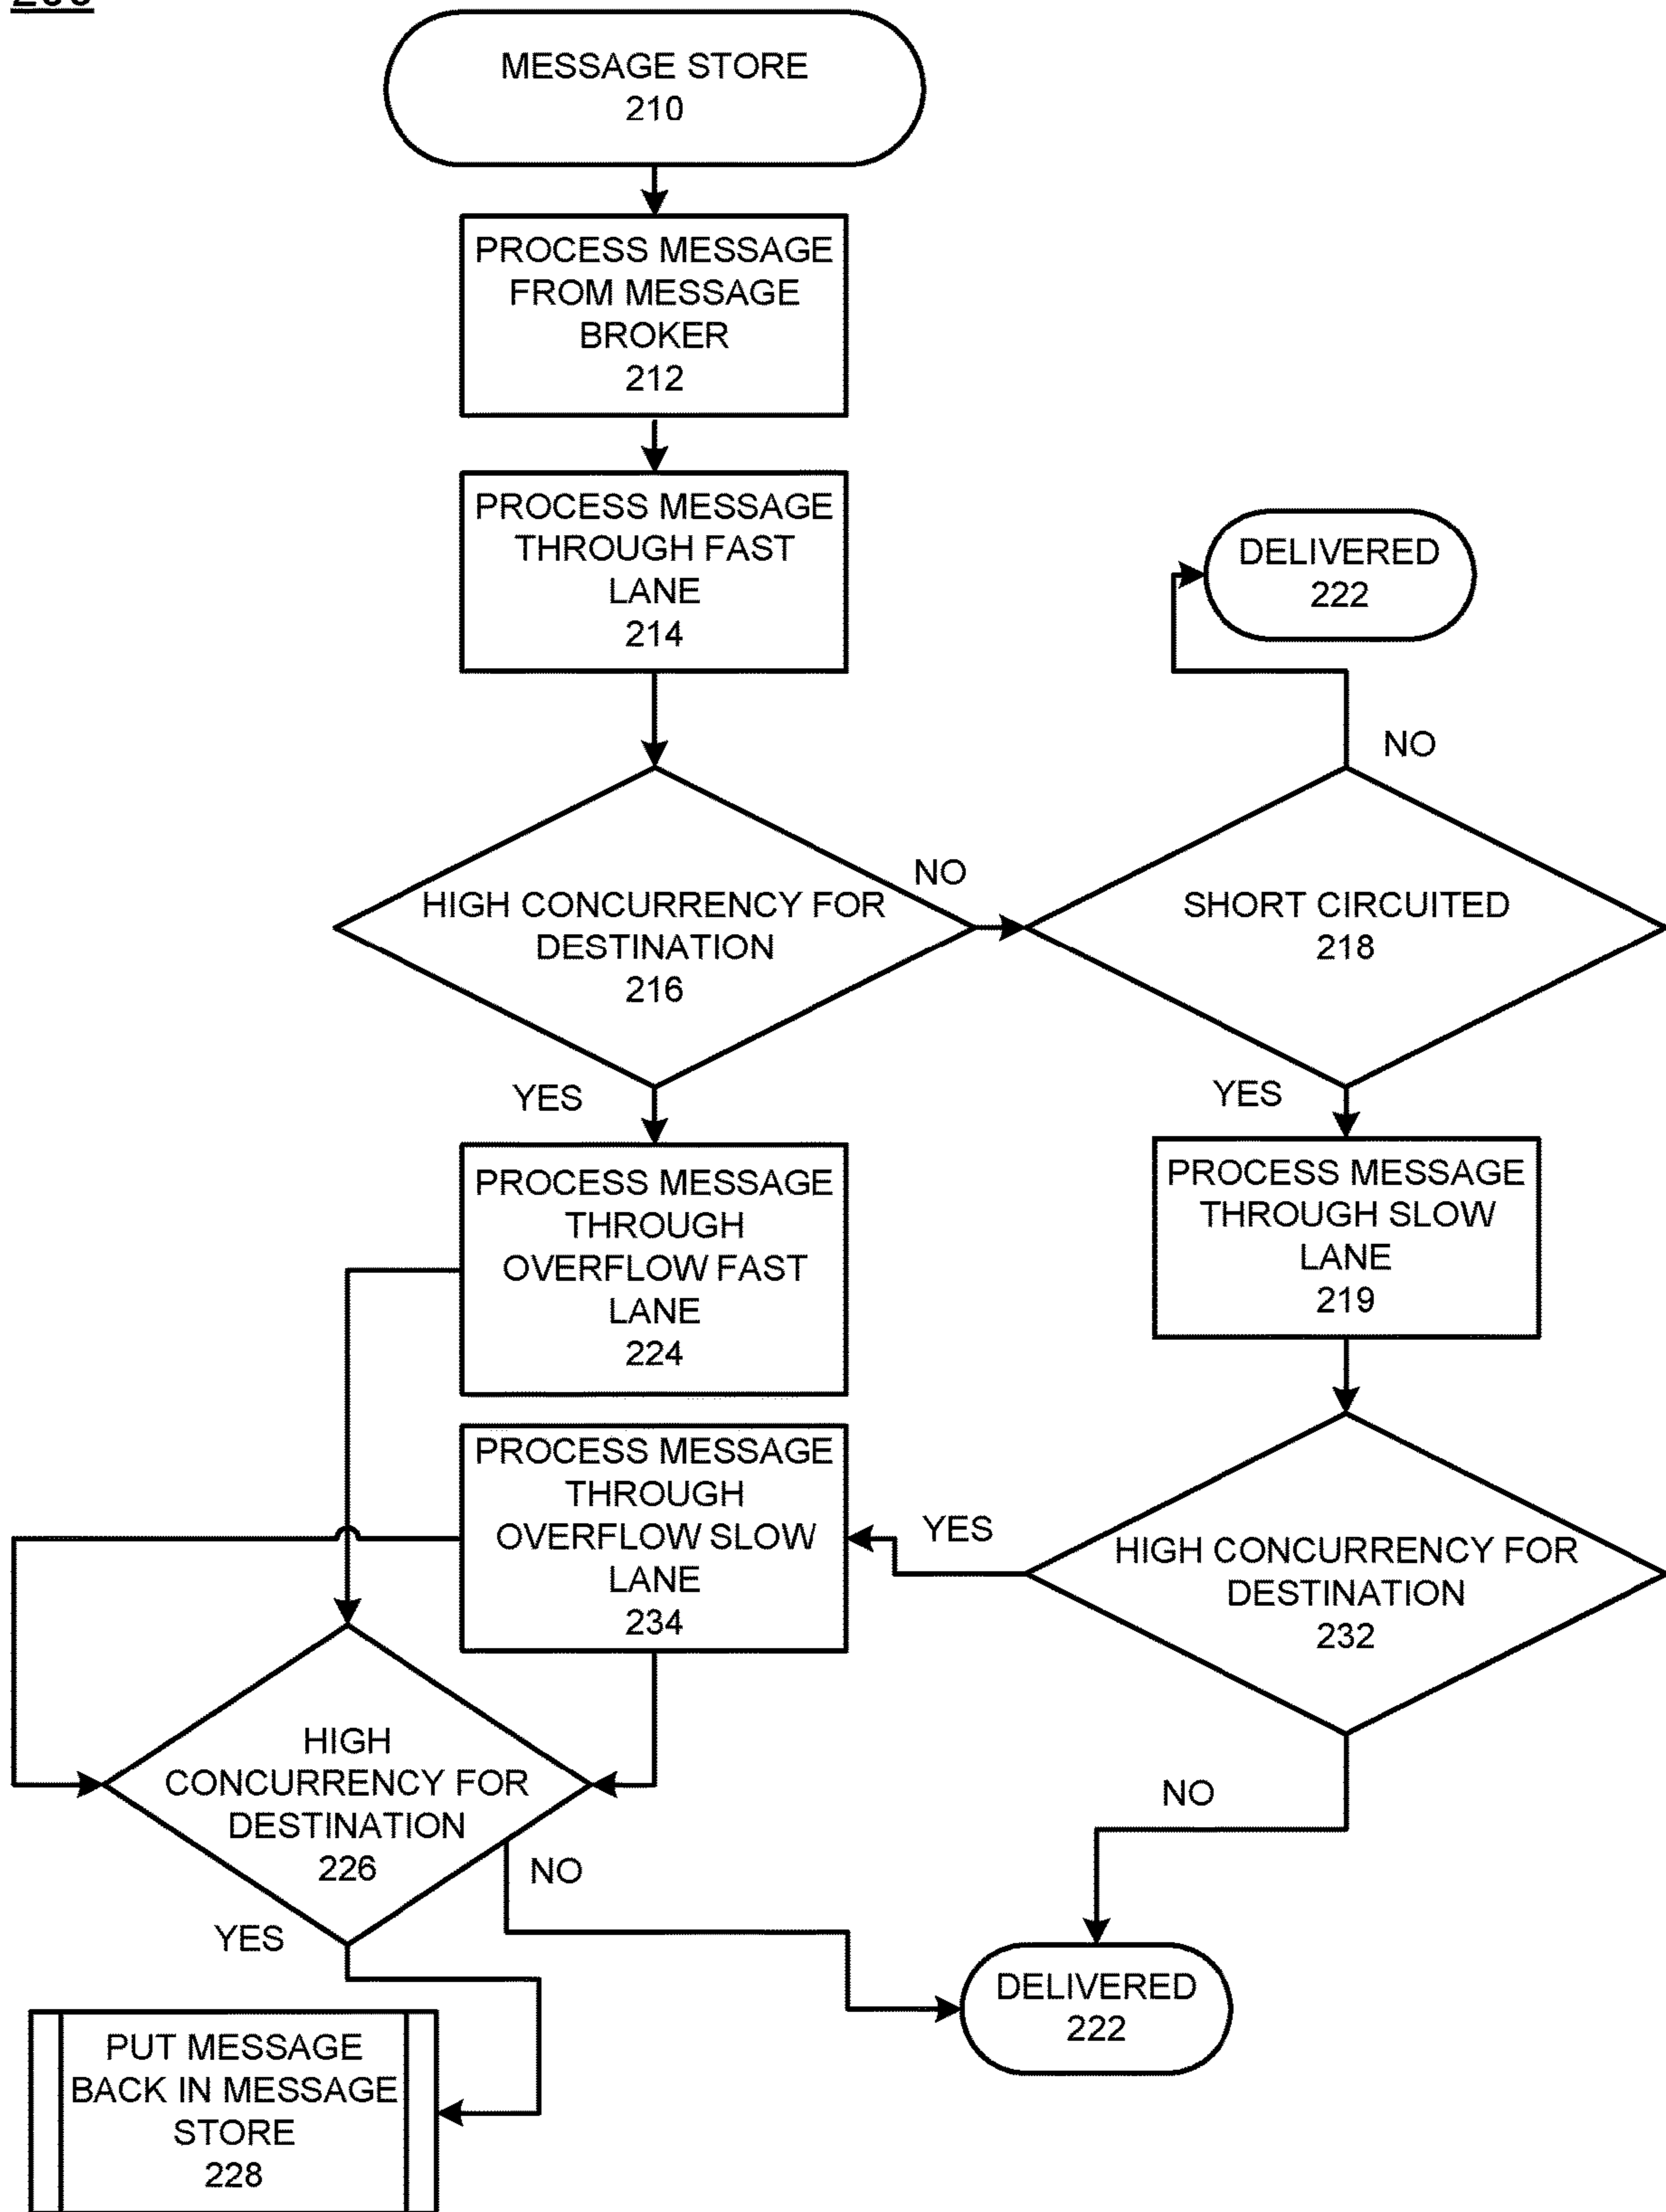 MESSAGE STORE
210
PROCESS MESSAGE
FROM MESSAGE
BROKER
212
PROCESS MESSAGE
THROUGH FAST
LANE
214
DELIVERED
222
NO
HIGH CONCURRENCY FOR
DESTINATION
216
NO
SHORT CIRCUITED
218
YES
YES
PROCESS MESSAGE
THROUGH
OVERFLOW FAST
LANE
224
PROCESS MESSAGE
THROUGH SLOW
LANE
219
PROCESS MESSAGE
THROUGH
OVERFLOW SLOW
LANE
234
YES
HIGH CONCURRENCY FOR
DESTINATION
232
HIGH
CONCURRENCY FOR
DESTINATION
226
NO
NO
YES
DELIVERED
222
PUT MESSAGE
BACK IN MESSAGE
STORE
228